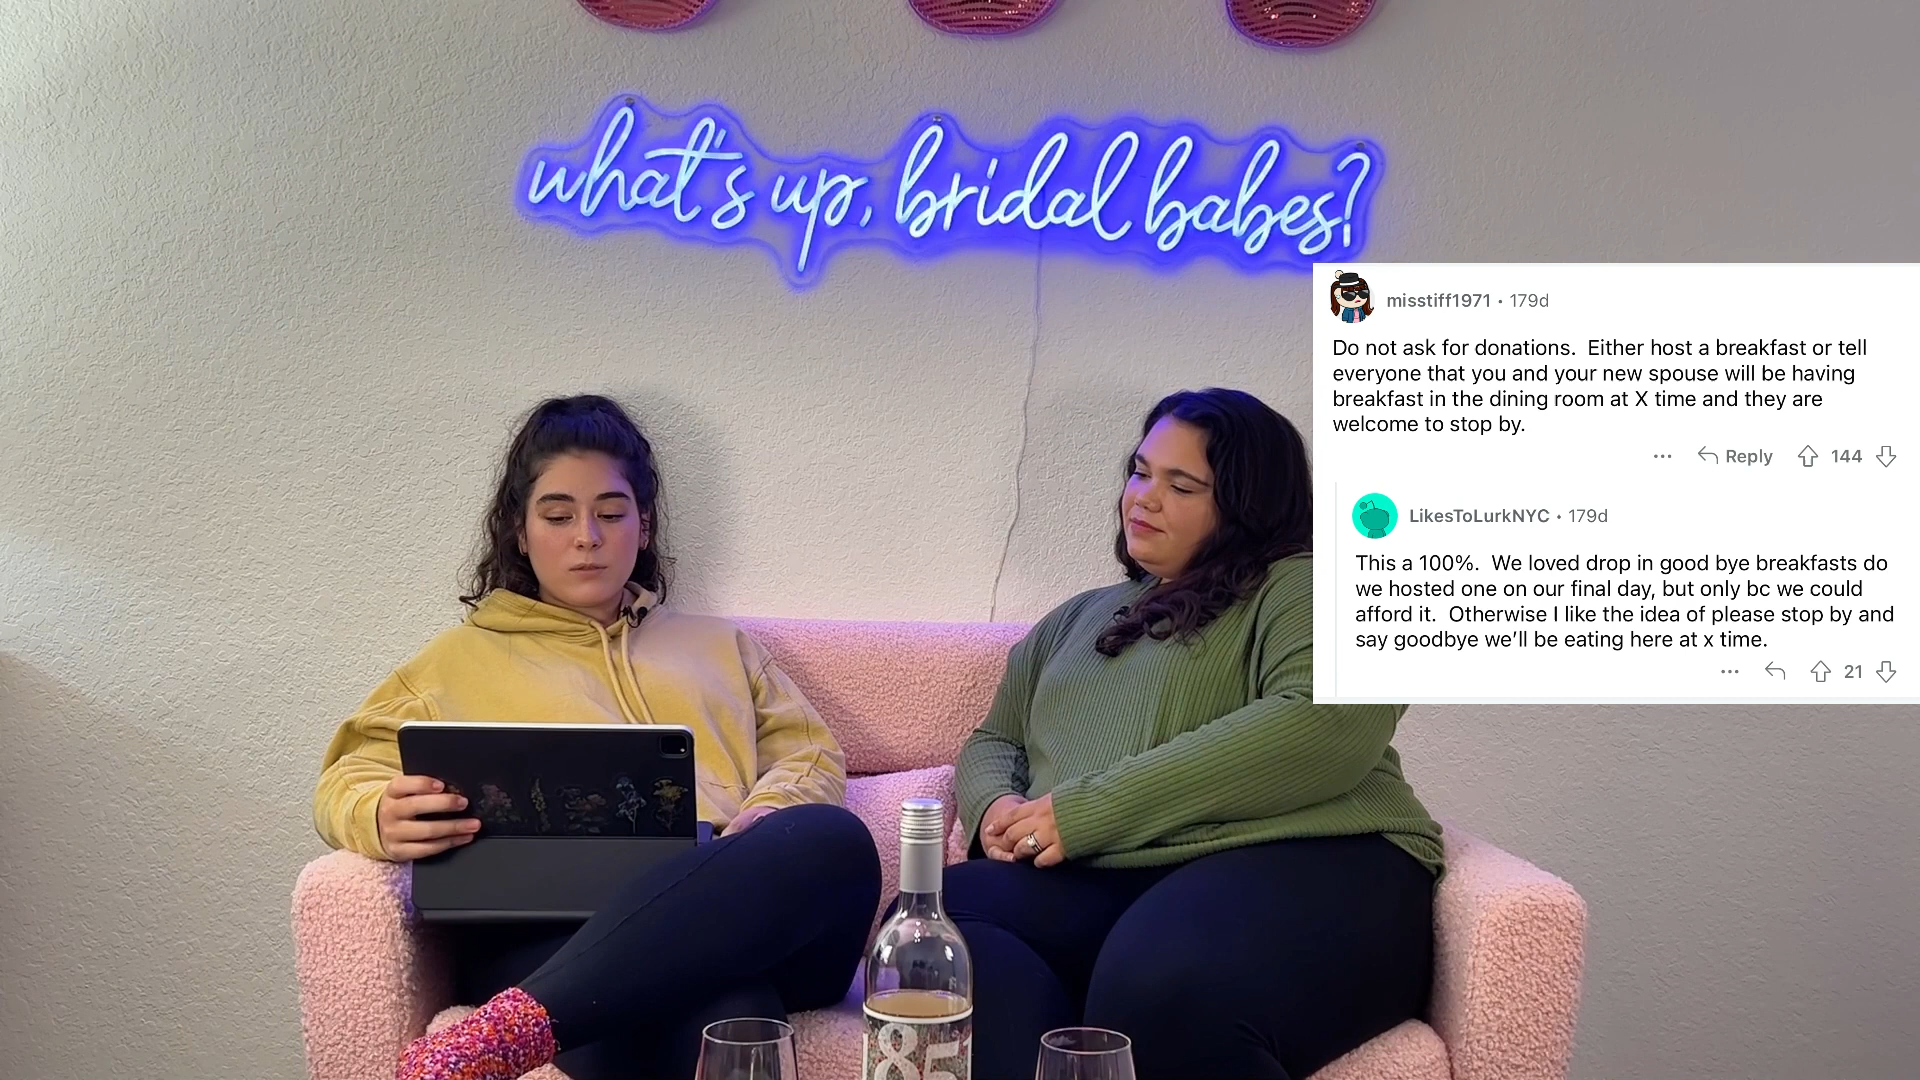 what's up, bridal babes?
misstiff1971 • 179d
Do not ask for donations.  Either host a breakfast or tell
everyone that you and your new spouse will be having
breakfast in the dining room at X time and they are
welcome to stop by.
... Reply 144
LikesToLurkNYC • 179d
This a 100%.  We loved drop in good bye breakfasts do
we hosted one on our final day, but only bc we could
afford it.  Otherwise I like the idea of please stop by and
say goodbye we'll be eating here at x time.
... 21
185